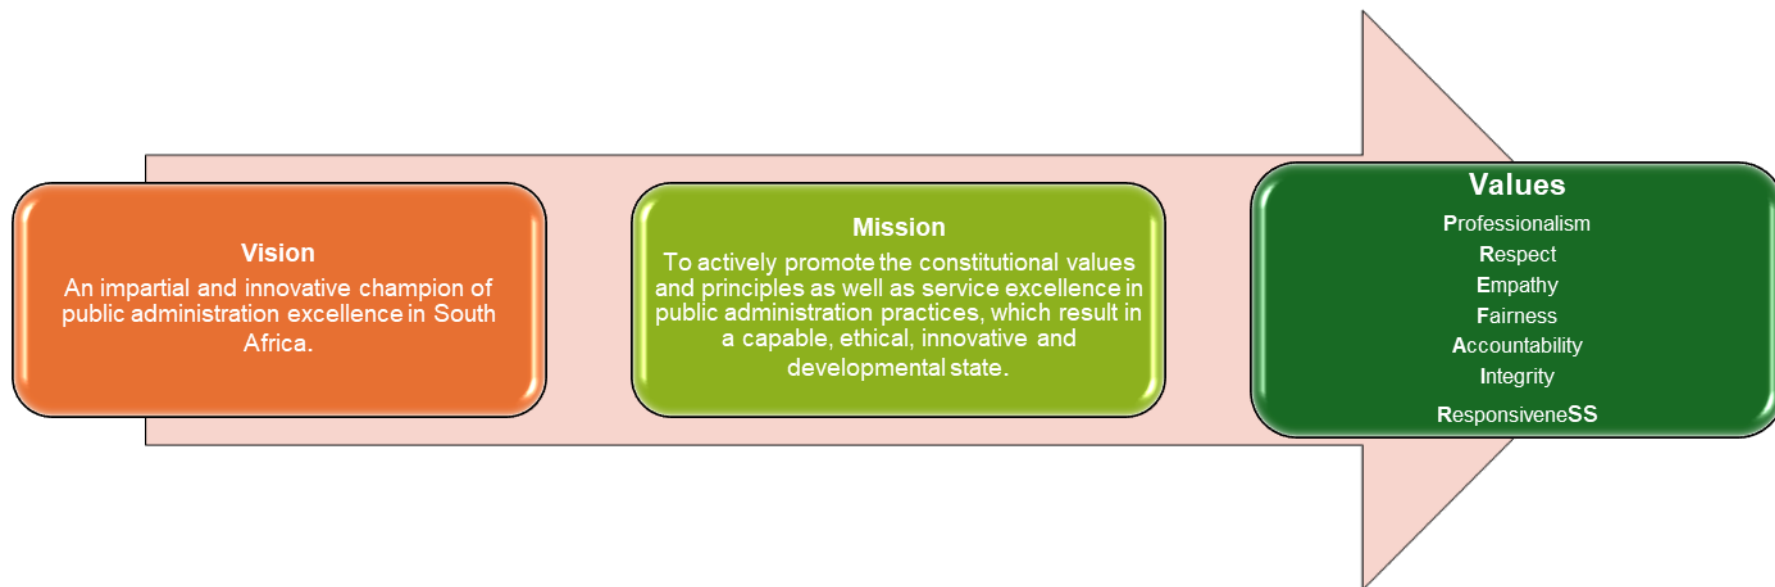 Vision
An impartial and innovative champion of
public administration excellence in South
Africa.
Mission
To actively promote the constitutional values
and principles as well as service excellence in
public administration practices, which result in
a capable, ethical, innovative and
developmental state.
Values
Professionalism
Respect
Empathy
Fairness
Accountability
Integrity
ResponsiveneSS